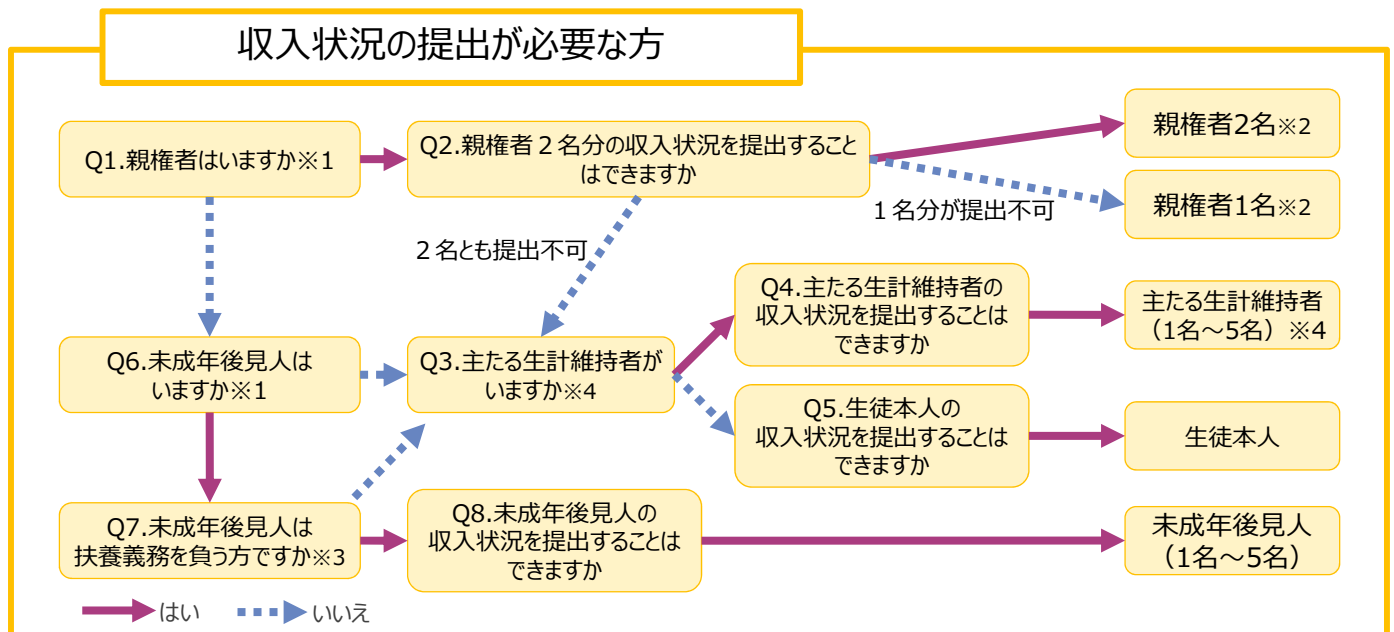 収入状況の提出が必要な方
Q1.親権者はいますか※1
Q2.親権者２名分の収入状況を提出すること
はできますか
親権者2名※2
親権者1名※2
１名分が提出不可
２名とも提出不可
Q4.主たる生計維持者の
収入状況を提出することは
できますか
主たる生計維持者
（1名～5名）※4
Q6.未成年後見人は
いますか※1
Q3.主たる生計維持者が
いますか※4
Q5.生徒本人の
収入状況を提出することは
できますか
生徒本人
Q7.未成年後見人は
扶養義務を負う方ですか※3
Q8.未成年後見人の
収入状況を提出することは
できますか
未成年後見人
（1名～5名）
はい
いいえ